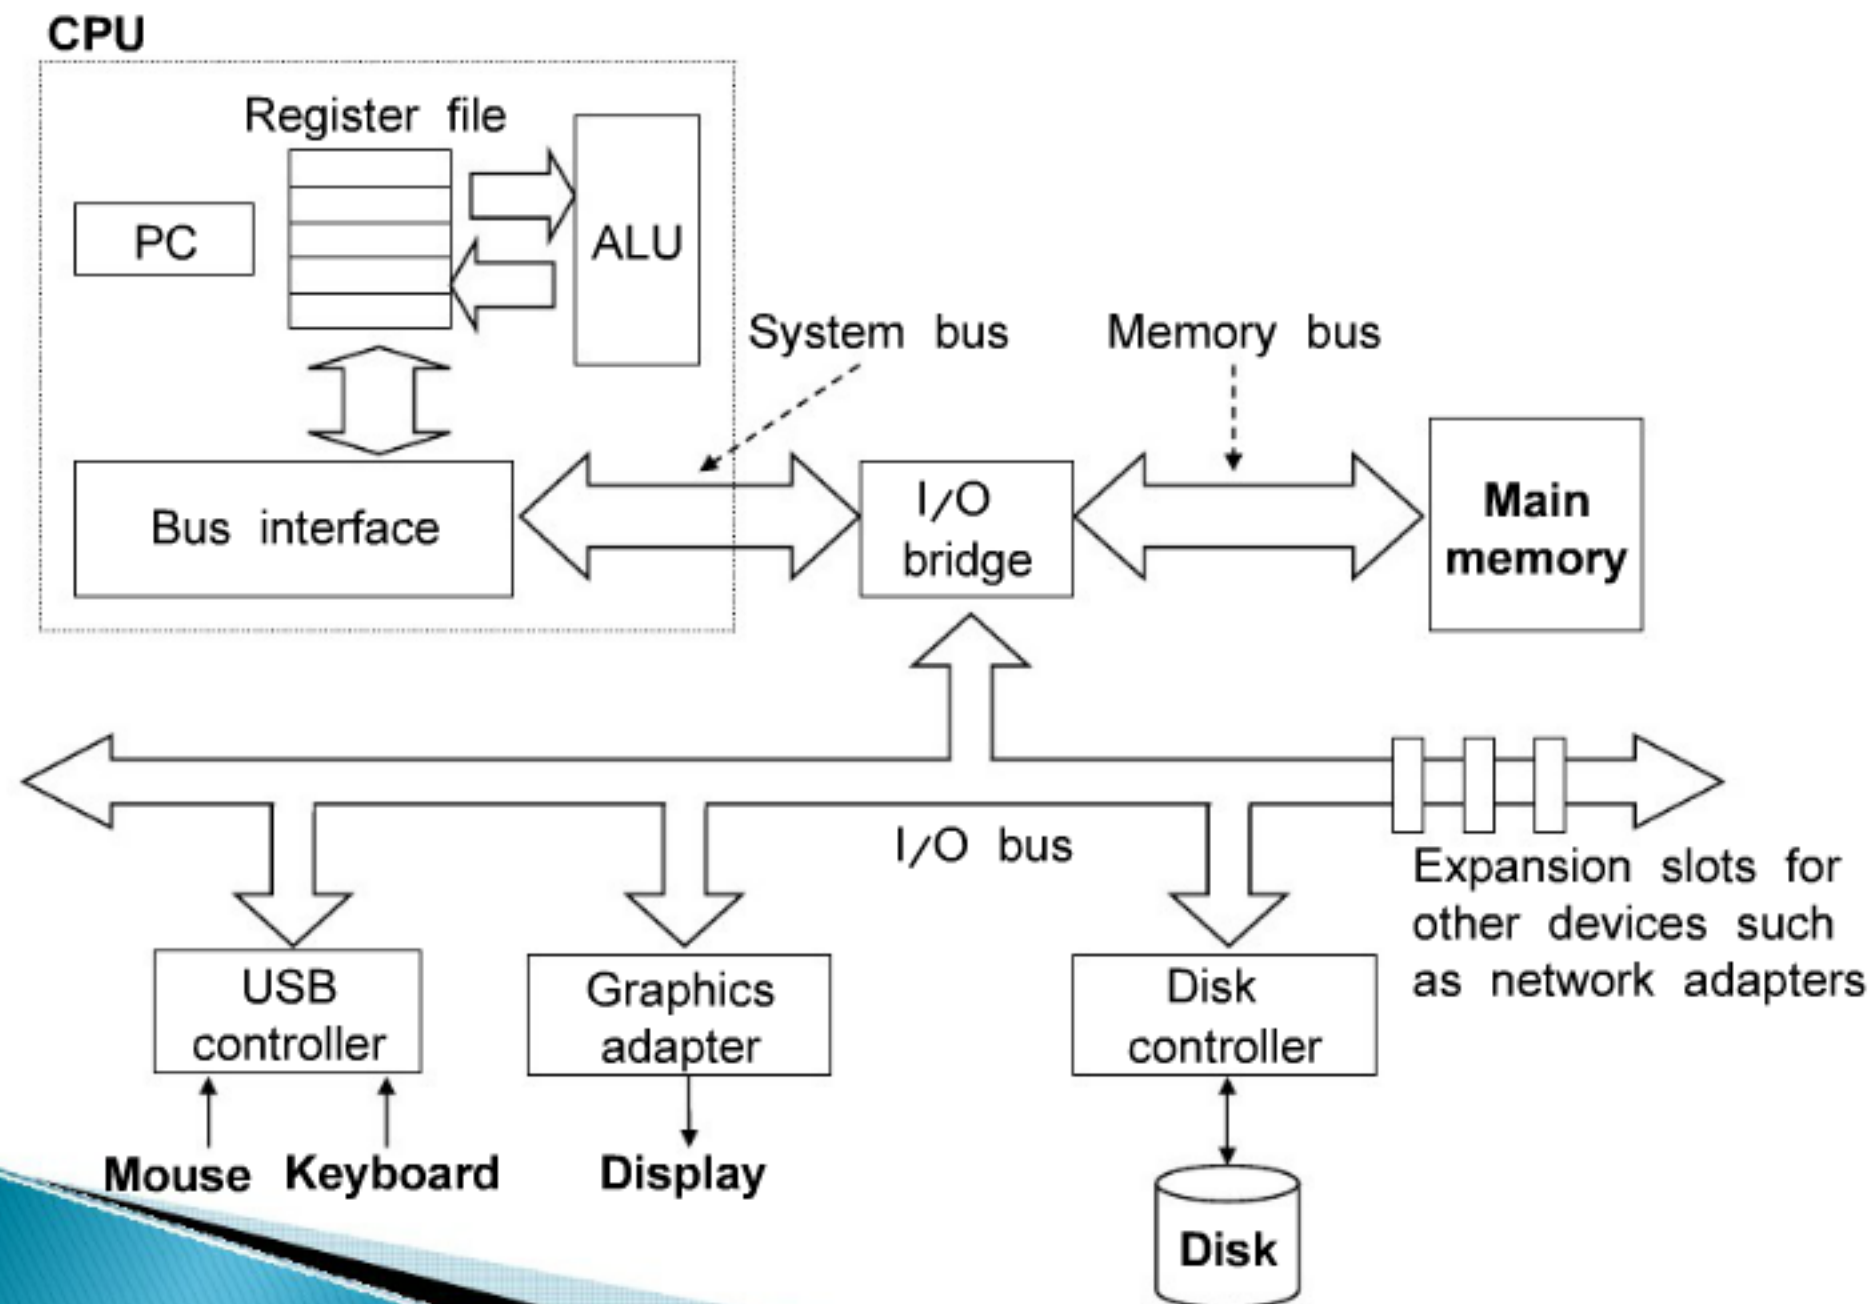 CPU
Register file
PC
ALU
System bus
Memory bus
Bus interface
I/O
bridge
Main
memory
I/O bus
Expansion slots for
other devices such
as network adapters
USB
controller
Graphics
adapter
Disk
controller
Mouse
Keyboard
Display
Disk